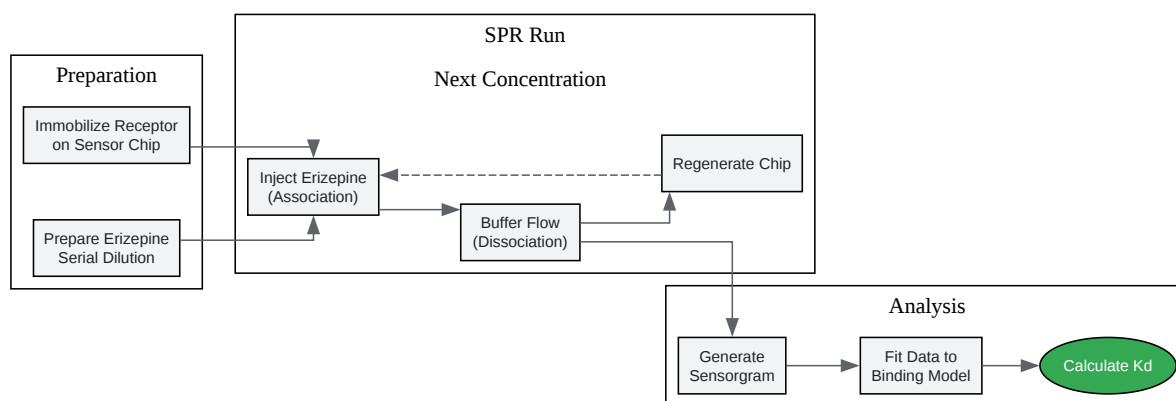 Preparation
Immobilize Receptor
on Sensor Chip
Prepare Erizepine
Serial Dilution
SPR Run
Next Concentration
Inject Erizepine
(Association)
Buffer Flow
(Dissociation)
Regenerate Chip
Analysis
Generate
Sensorgram
Fit Data to
Binding Model
Calculate Kd